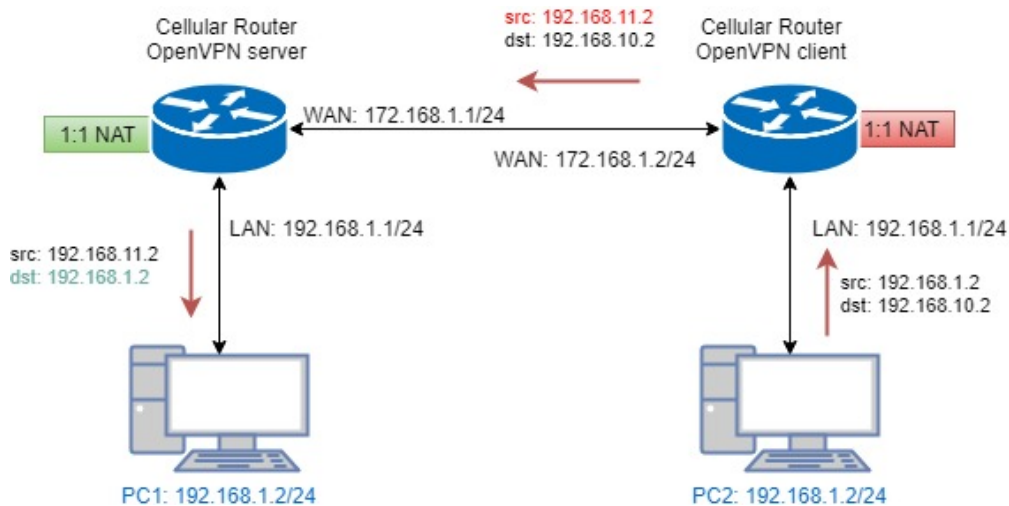 Cellular Router
OpenVPN server
src: 192.168.11.2
dst: 192.168.10.2
Cellular Router
OpenVPN client
1:1 NAT
WAN: 172.168.1.1/24
WAN: 172.168.1.2/24
1:1 NAT
LAN: 192.168.1.1/24
LAN: 192.168.1.1/24
src: 192.168.11.2
dst: 192.168.1.2
src: 192.168.1.2
dst: 192.168.10.2
PC1: 192.168.1.2/24
PC2: 192.168.1.2/24